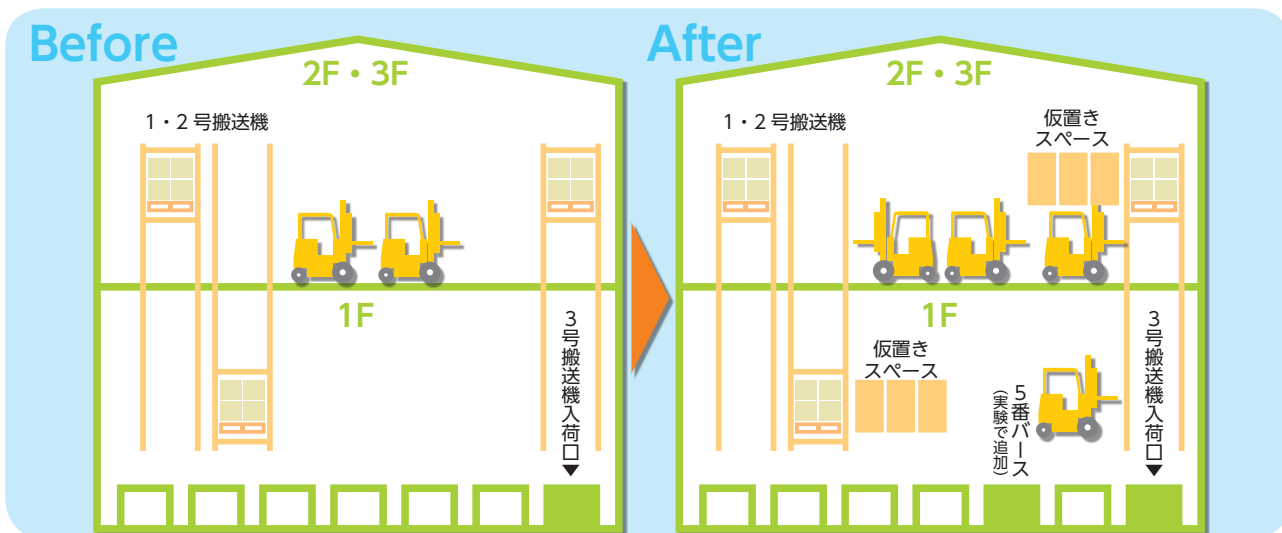 Before
2F・3F
1・2号搬送機
1F
3号搬送機入荷口▼
After
2F・3F
1・2号搬送機
仮置き
スペース
1F
仮置き
スペース
5番バース
(実験で追加)
3号搬送機入荷口▼